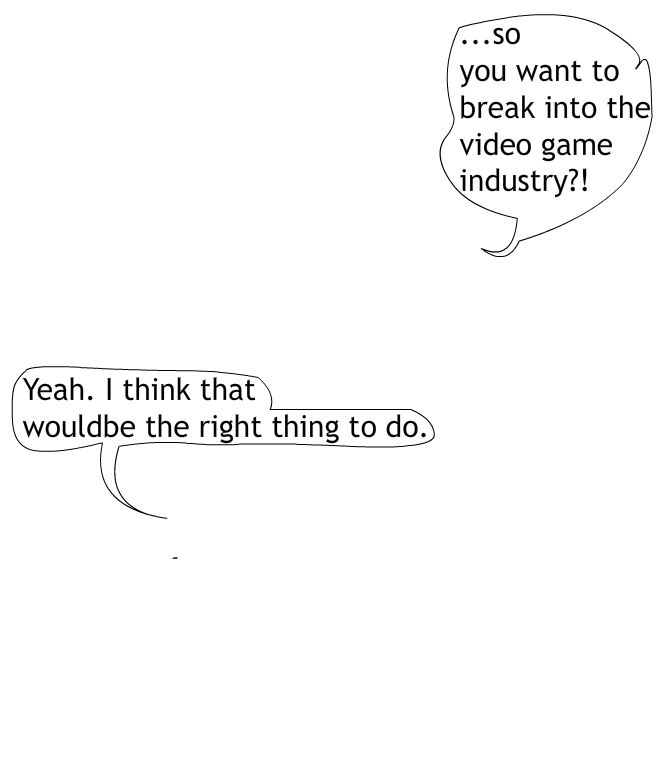 ...so
you want to
break into the
video game
industry?!
Yeah. I think that
wouldbe the right thing to do.